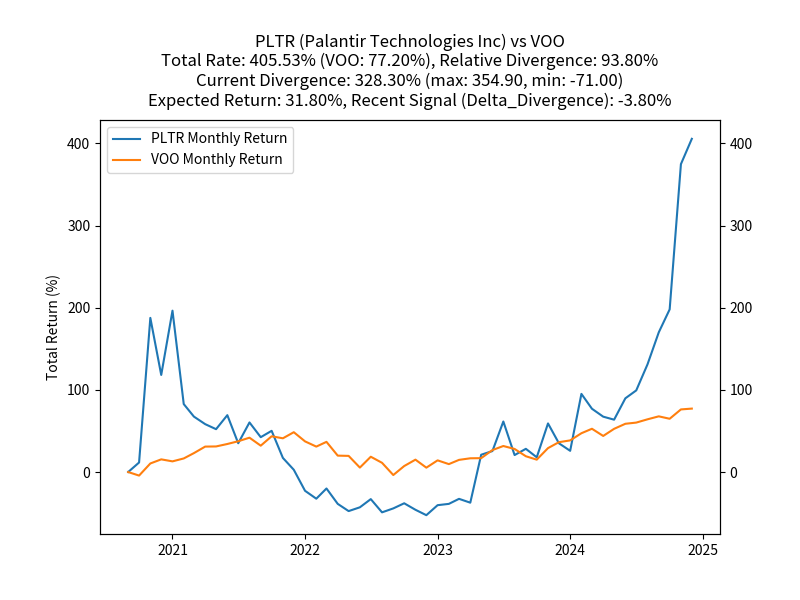 PLTR (Palantir Technologies Inc) vs VOO
Total Rate: 405.53% (VOO: 77.20%), Relative Divergence: 93.80%
Current Divergence: 328.30% (max: 354.90, min: -71.00)
Expected Return: 31.80%, Recent Signal (Delta_Divergence): -3.80%
PLTR Monthly Return
VOO Monthly Return
Total Return (%)
400
300
200
100
0
400
300
200
100
0
2021
2022
2023
2024
2025